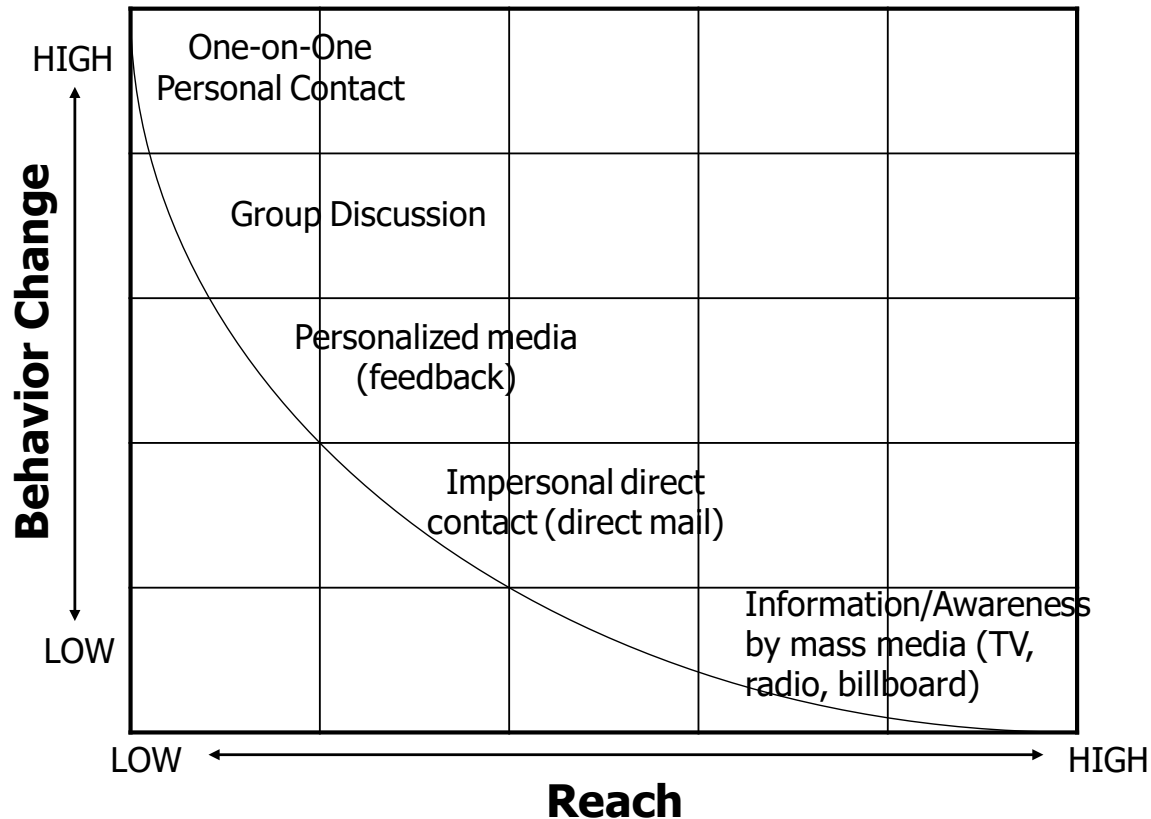 One-on-One
Personal Contact
HIGH
Group Discussion
Behavior Change
Personalized media
(feedback)
Impersonal direct
contact (direct mail)
Information/Awareness
by mass media (TV,
radio, billboard)
LOW
LOW
HIGH
Reach